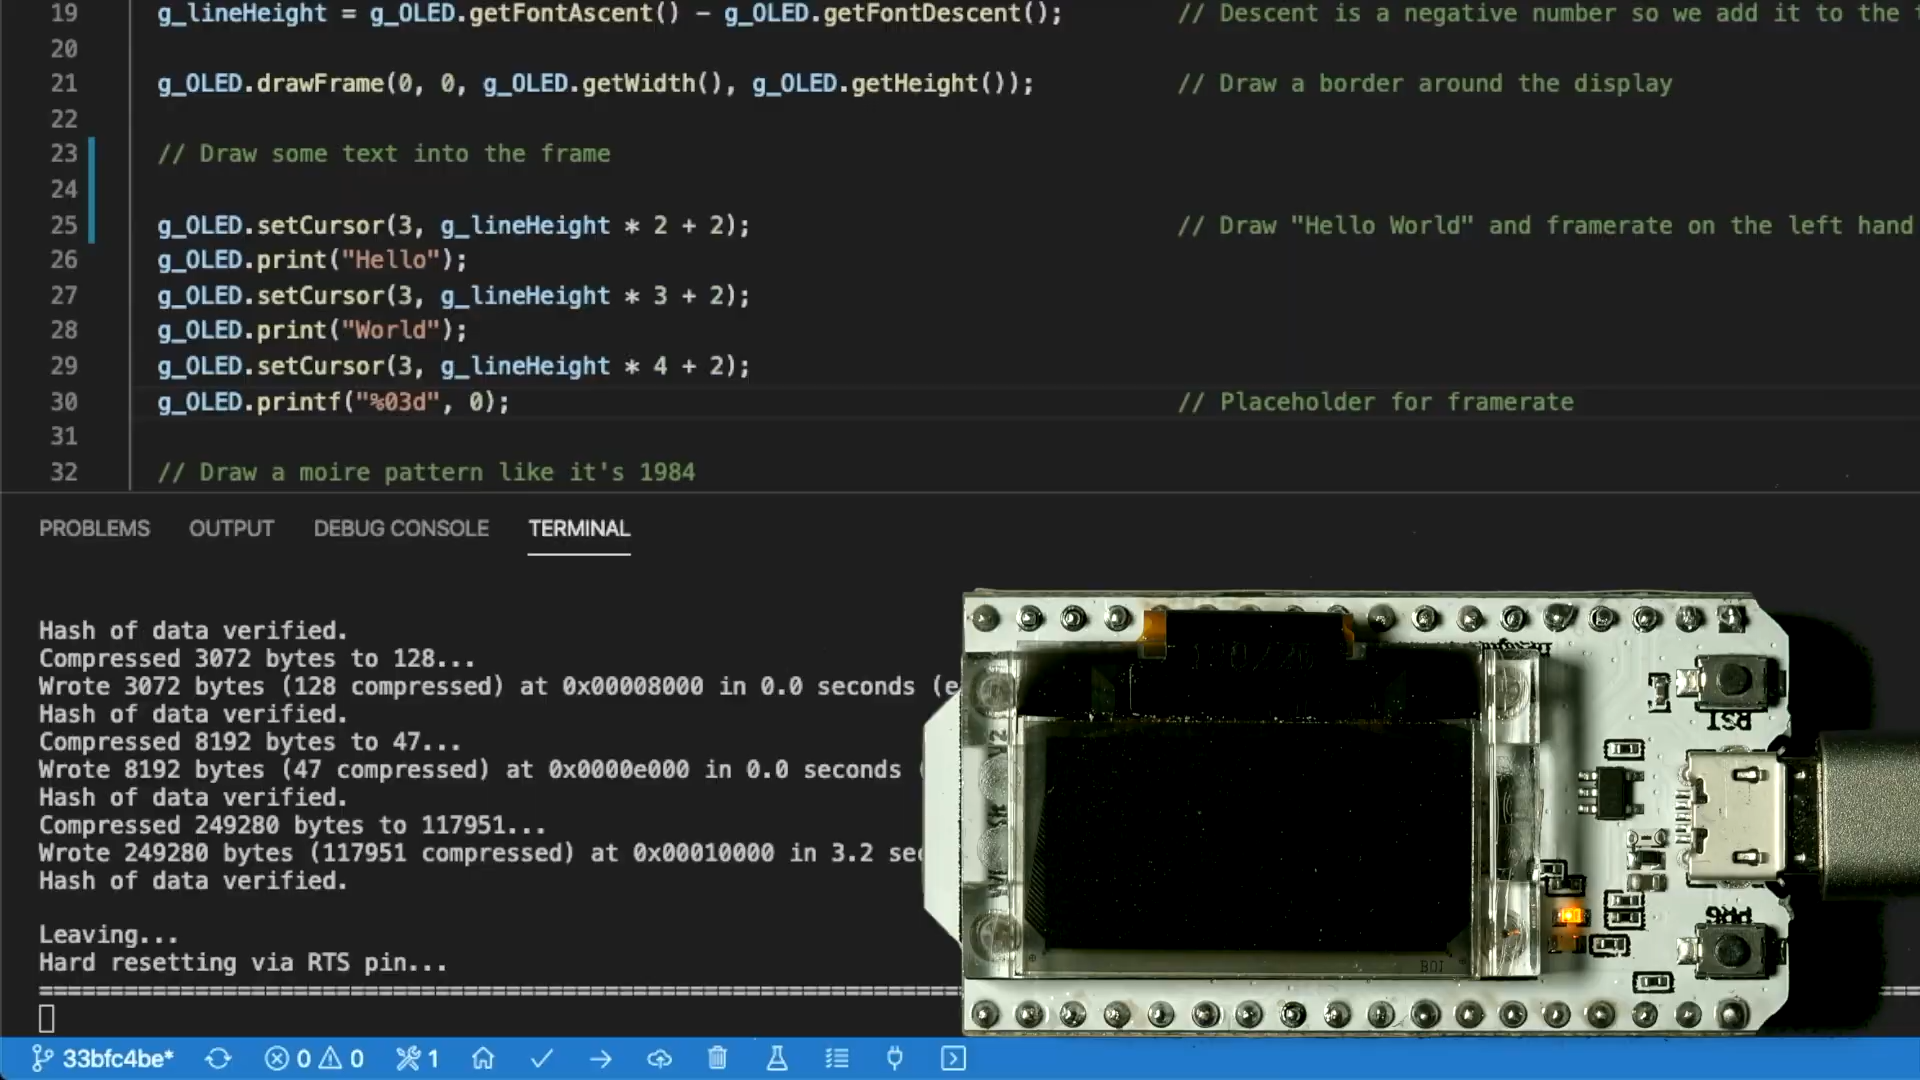 19 g_lineHeight = g_OLED.getFontAscent() - g_OLED.getFontDescent(); // Descent is a negative number so we add it to the
20
21 g_OLED.drawFrame(0, 0, g_OLED.getWidth(), g_OLED.getHeight()); // Draw a border around the display
22
23 // Draw some text into the frame
24
25 g_OLED.setCursor(3, g_lineHeight * 2 + 2); // Draw "Hello World" and framerate on the left hand
26 g_OLED.print("Hello");
27 g_OLED.setCursor(3, g_lineHeight * 3 + 2);
28 g_OLED.print("World");
29 g_OLED.setCursor(3, g_lineHeight * 4 + 2);
30 g_OLED.printf("%03d", 0); // Placeholder for framerate
31
32 // Draw a moire pattern like it's 1984
PROBLEMS OUTPUT DEBUG CONSOLE TERMINAL
Hash of data verified.
Compressed 3072 bytes to 128...
Wrote 3072 bytes (128 compressed) at 0x00008000 in 0.0 seconds (e
Hash of data verified.
Compressed 8192 bytes to 47...
Wrote 8192 bytes (47 compressed) at 0x0000e000 in 0.0 seconds (
Hash of data verified.
Compressed 249280 bytes to 117951...
Wrote 249280 bytes (117951 compressed) at 0x00010000 in 3.2 se
Hash of data verified.
Leaving...
Hard resetting via RTS pin...
RST
PRG
33bfc4be* 0 0 1